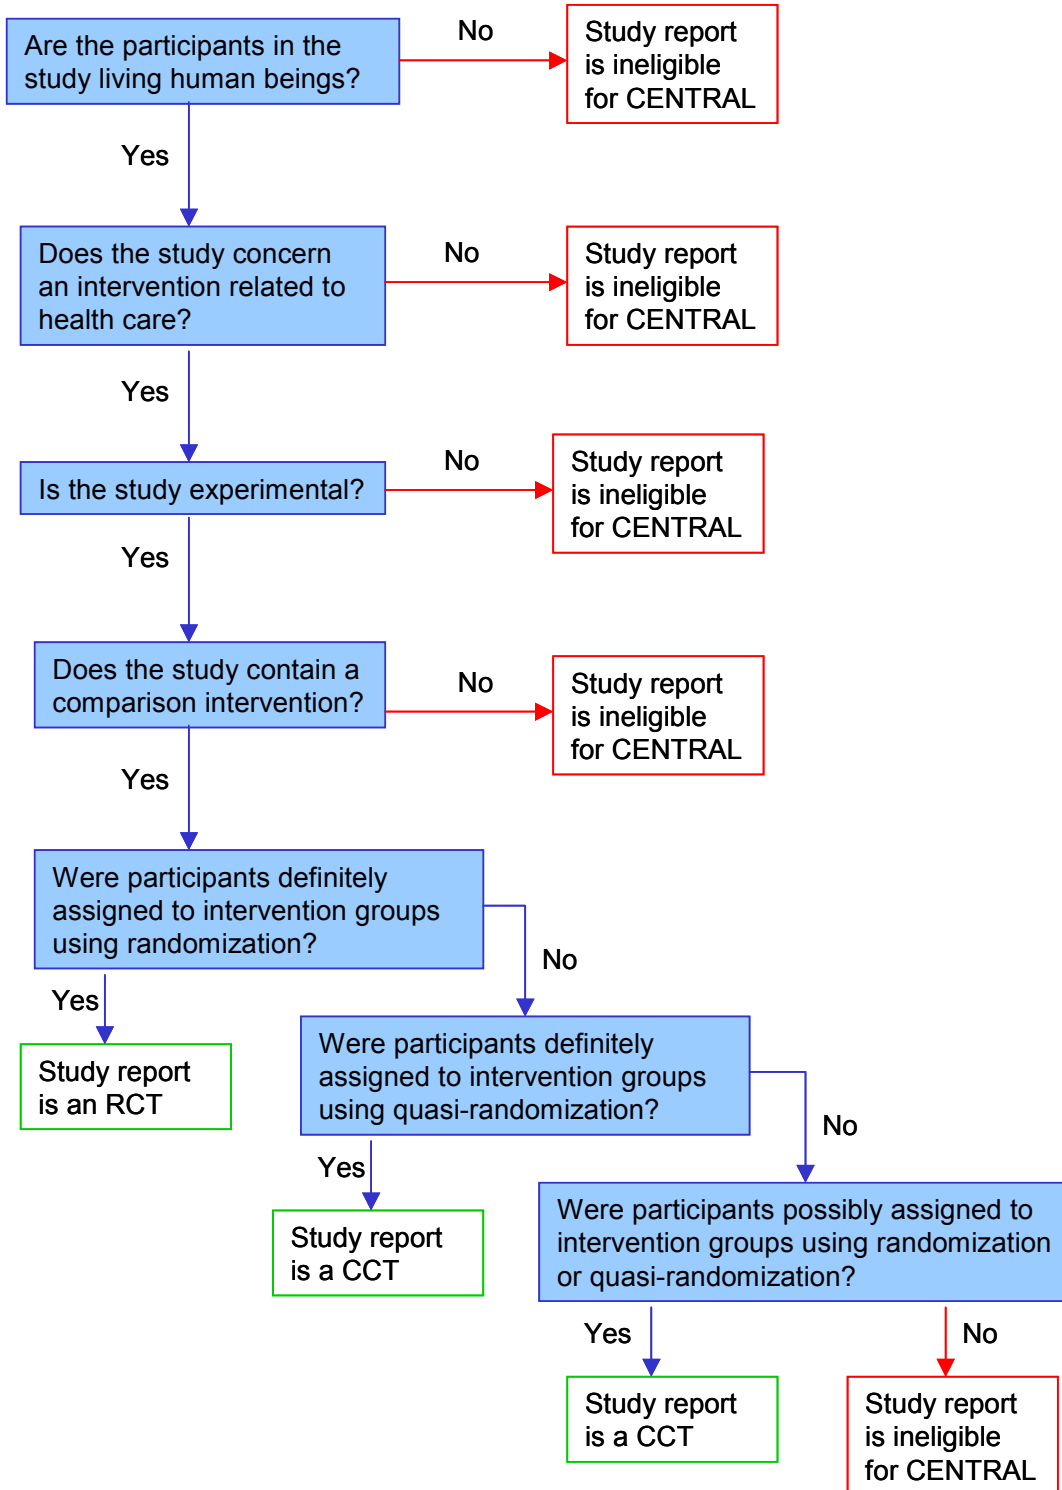 Are the participants in the
study living human beings?
No
Study report
is ineligible
for CENTRAL
Yes
Does the study concern
an intervention related to
health care?
No
Study report
is ineligible
for CENTRAL
Yes
Is the study experimental?
No
Study report
is ineligible
for CENTRAL
Yes
Does the study contain a
comparison intervention?
No
Study report
is ineligible
for CENTRAL
Yes
Were participants definitely
assigned to intervention groups
using randomization?
No
Yes
Study report
is an RCT
Were participants definitely
assigned to intervention groups
using quasi-randomization?
No
Yes
Study report
is a CCT
Were participants possibly assigned to
intervention groups using randomization
or quasi-randomization?
Yes
No
Study report
is a CCT
Study report
is ineligible
for CENTRAL